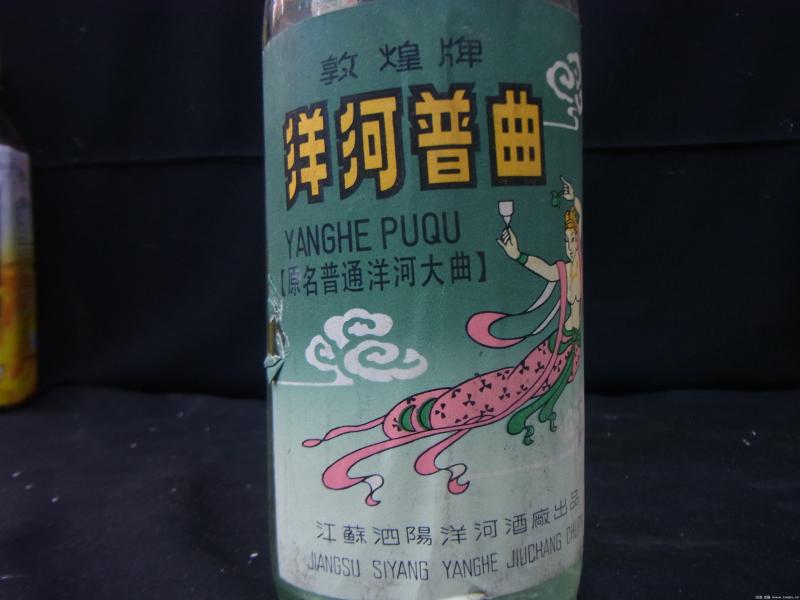 敦煌牌
洋河普曲
YANGHE PUQU
【原名普通洋河大曲】
江蘇泗陽洋河酒廠出品
JIANGSU SIYANG YANGHE JIUCHANG